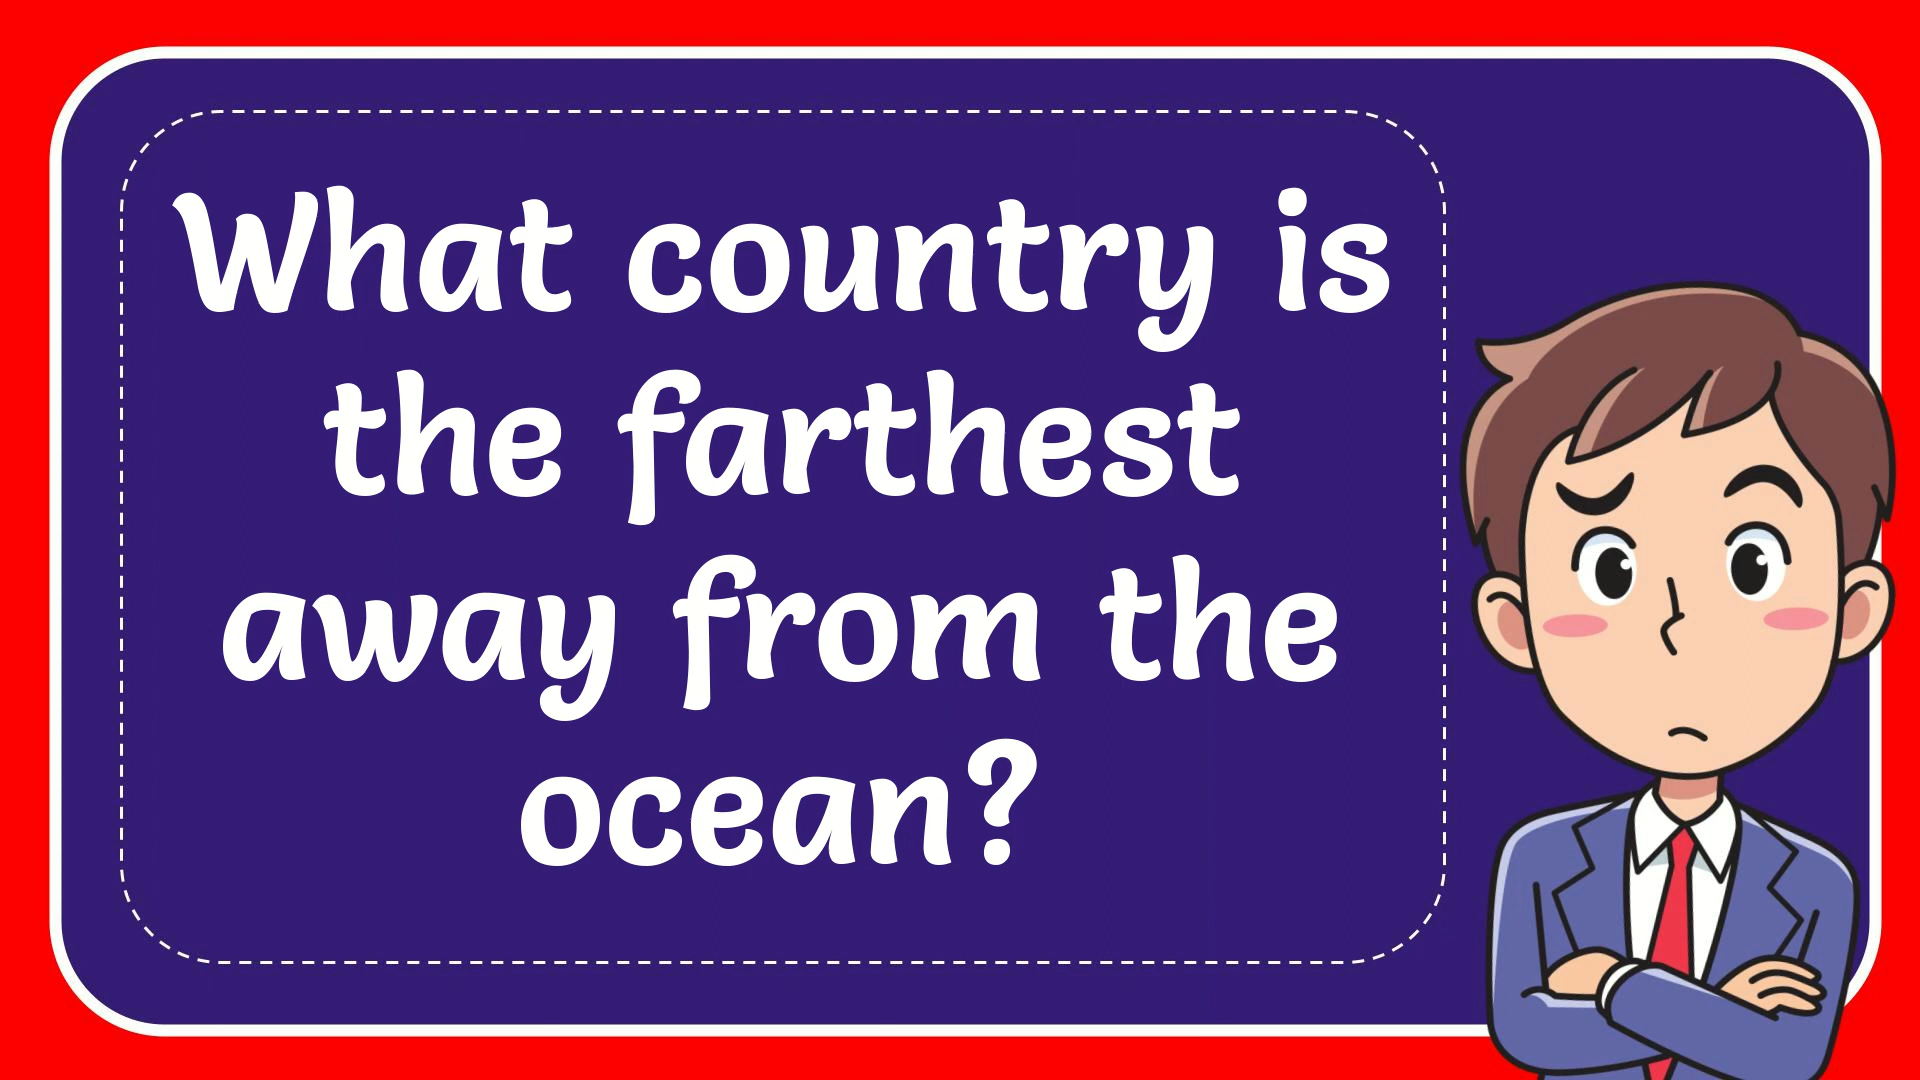 What country is
the farthest
away from the
ocean?